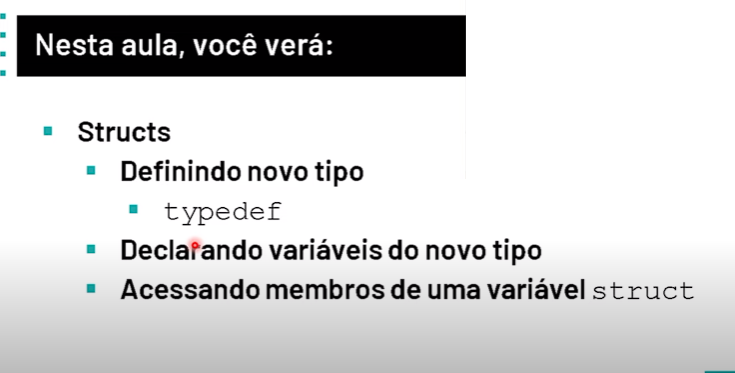 Nesta aula, você verá:
Structs
Definindo novo tipo
typedef
Declarando variáveis do novo tipo
Acessando membros de uma variável struct